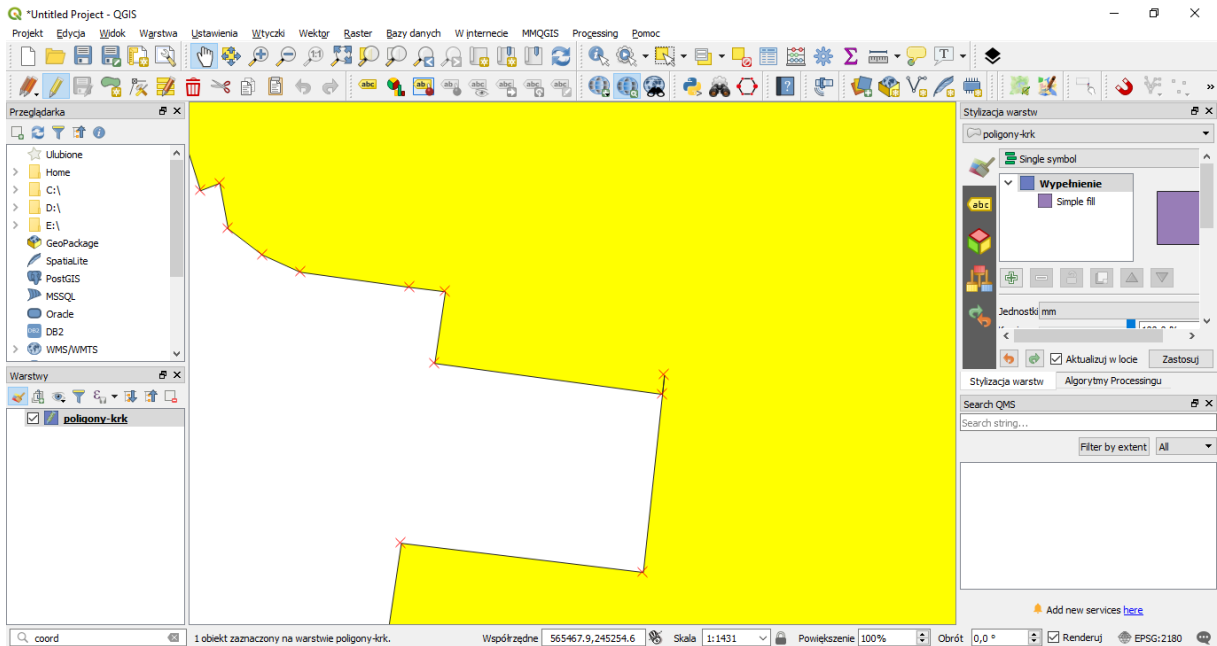 *Untitled Project - QGIS
Projekt Edycja Widok Warstwa Ustawienia Wtyczki Wektor Raster Bazy danych W internecie MMQGIS Processing Pomoc
Przeglądarka
Ulubione
Home
C:\
D:\
E:\
GeoPackage
SpatiaLite
PostGIS
MSSQL
Oracle
DB2
WMS/WMTS
Warstwy
poligony-krk
Stylizacja warstw
poligony-krk
Single symbol
Wypełnienie
Simple fill
Jednostki mm
Aktualizuj w locie Zastosuj
Stylizacja warstw Algorytmy Processingu
Search QMS
Search string...
Filter by extent All
Add new services here
coord 1 obiekt zaznaczony na warstwie poligony-krk. Współrzędne 565467.9,245254.6 Skala 1:1431 Powiększenie 100% Obrót 0,0 ° Renderuj EPSG:2180